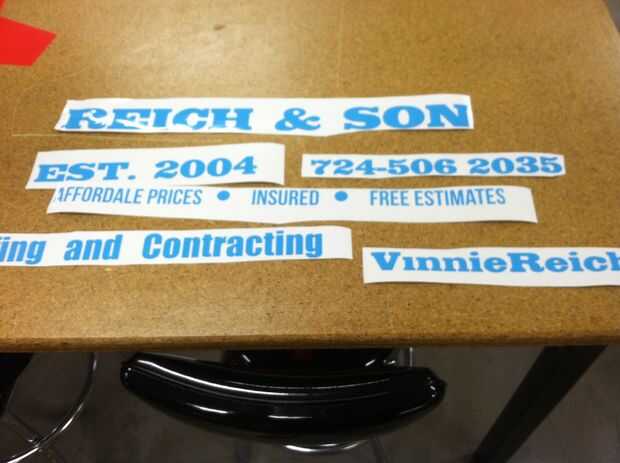 REICH & SON
EST. 2004
724-506 2035
AFFORDALE PRICES • INSURED • FREE ESTIMATES
ing and Contracting
VinnieReich